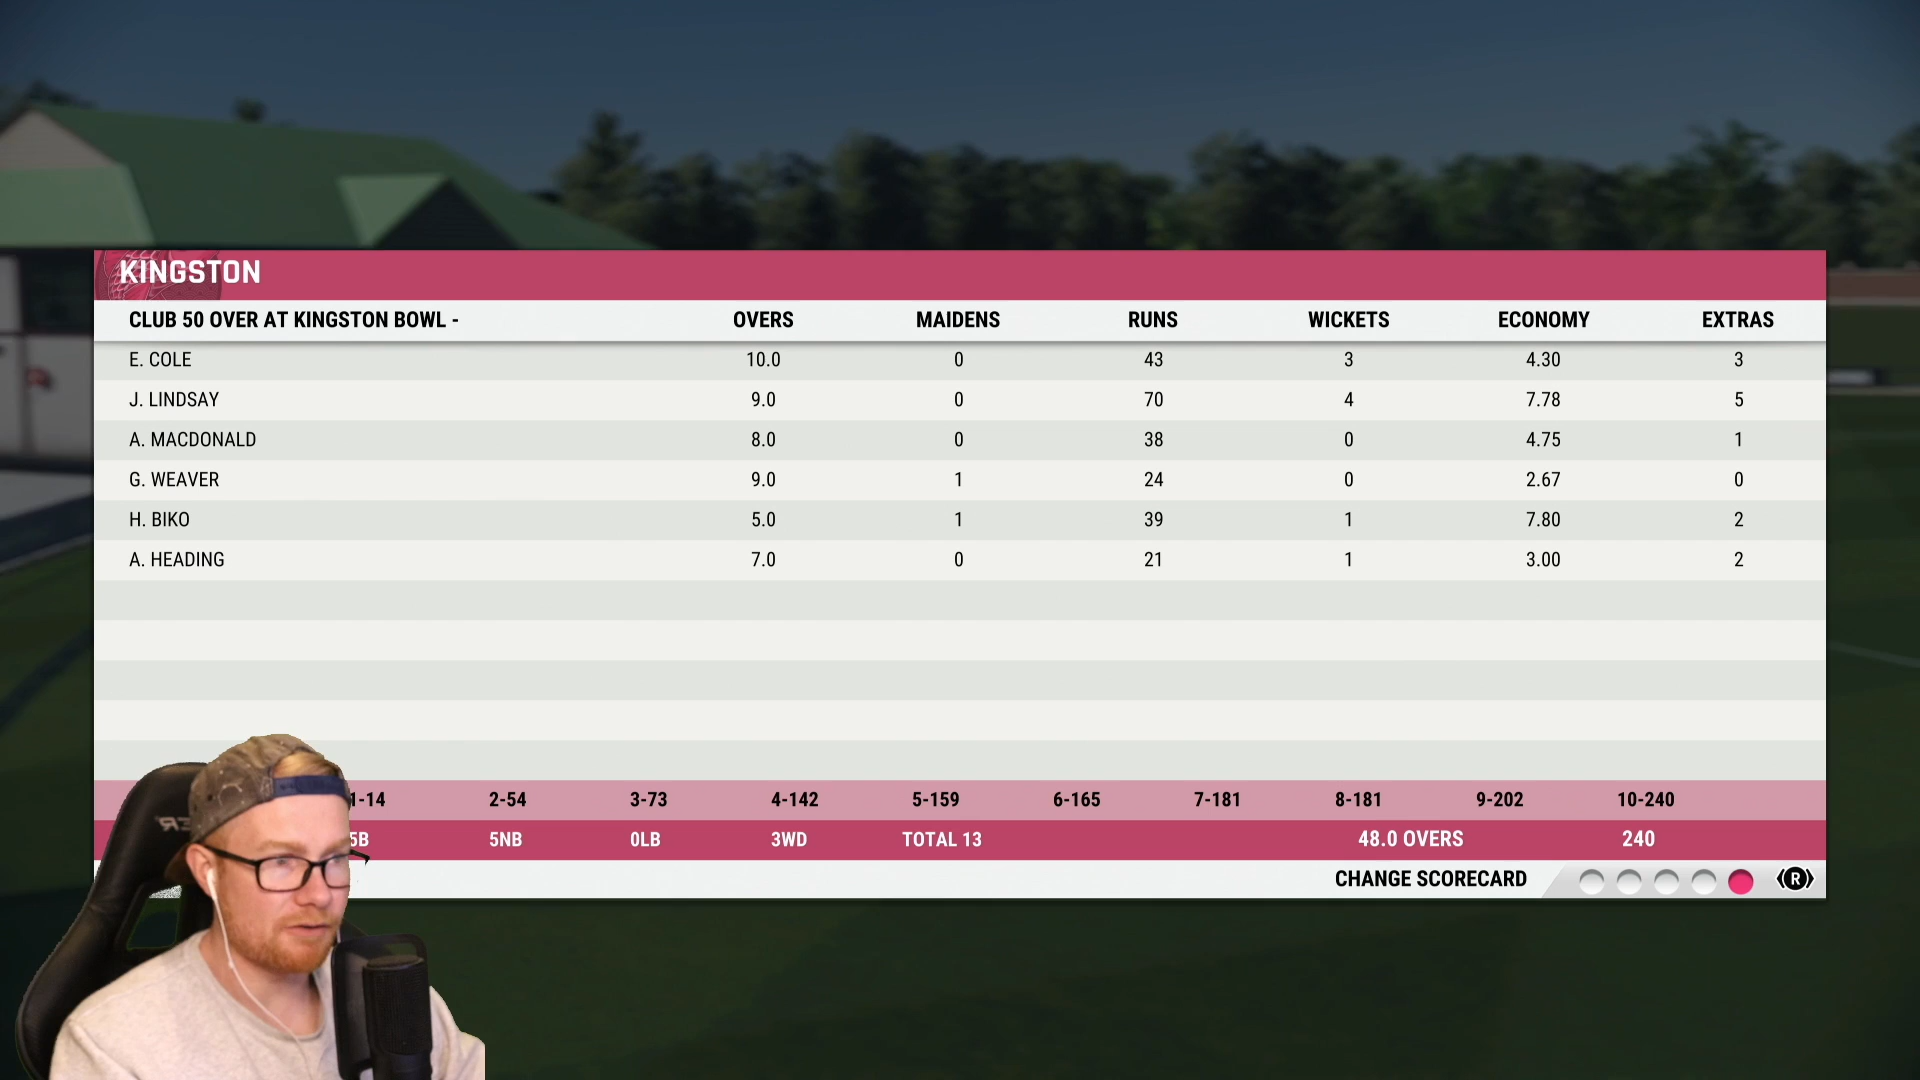 KINGSTON
CLUB 50 OVER AT KINGSTON BOWL - OVERS MAIDENS RUNS WICKETS ECONOMY EXTRAS
E. COLE 10.0 0 43 3 4.30 3
J. LINDSAY 9.0 0 70 4 7.78 5
A. MACDONALD 8.0 0 38 0 4.75 1
G. WEAVER 9.0 1 24 0 2.67 0
H. BIKO 5.0 1 39 1 7.80 2
A. HEADING 7.0 0 21 1 3.00 2
1-14 2-54 3-73 4-142 5-159 6-165 7-181 8-181 9-202 10-240
5B 5NB 0LB 3WD TOTAL 13 48.0 OVERS 240
CHANGE SCORECARD R